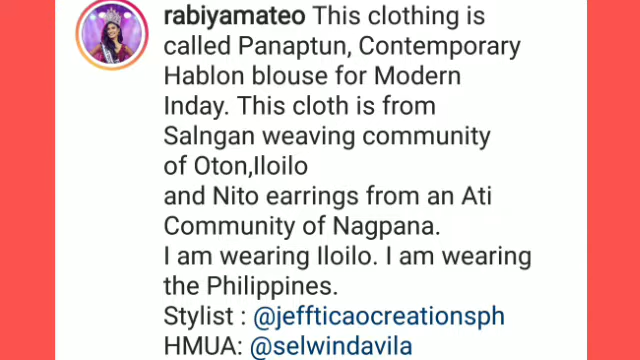 rabiyamateo This clothing is
called Panaptun, Contemporary
Hablon blouse for Modern
Inday. This cloth is from
Salngan weaving community
of Oton,Iloilo
and Nito earrings from an Ati
Community of Nagpana.
I am wearing Iloilo. I am wearing
the Philippines.
Stylist : @jeffticaocreationsph
HMUA: @selwindavila